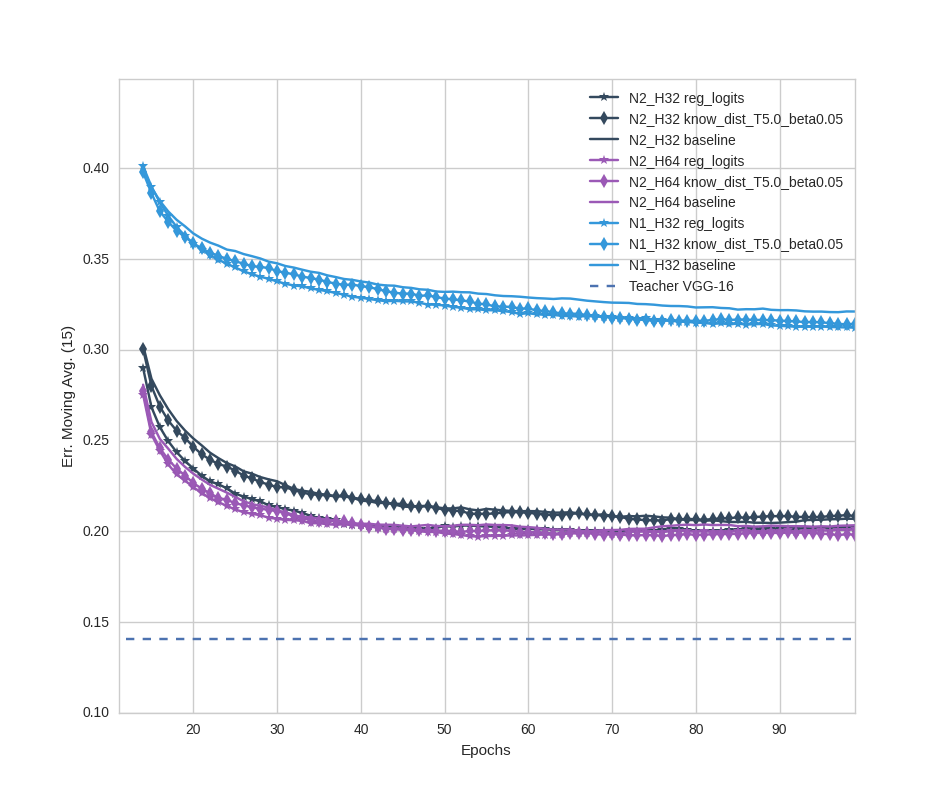 N2_H32 reg_logits
N2_H32 know_dist_T5.0_beta0.05
N2_H32 baseline
N2_H64 reg_logits
N2_H64 know_dist_T5.0_beta0.05
N2_H64 baseline
N1_H32 reg_logits
N1_H32 know_dist_T5.0_beta0.05
N1_H32 baseline
Teacher VGG-16
0.40
0.35
0.30
0.25
0.20
0.15
0.10
Err. Moving Avg. (15)
20 30 40 50 60 70 80 90
Epochs